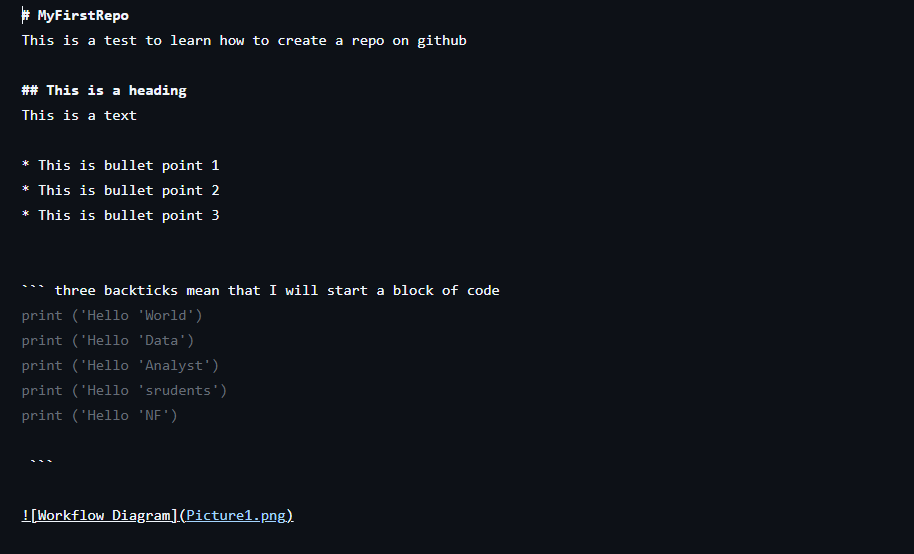 # MyFirstRepo
This is a test to learn how to create a repo on github
## This is a heading
This is a text
* This is bullet point 1
* This is bullet point 2
* This is bullet point 3
``` three backticks mean that I will start a block of code
print ('Hello 'World')
print ('Hello 'Data')
print ('Hello 'Analyst')
print ('Hello 'srudents')
print ('Hello 'NF')
```
![Workflow Diagram](Picture1.png)